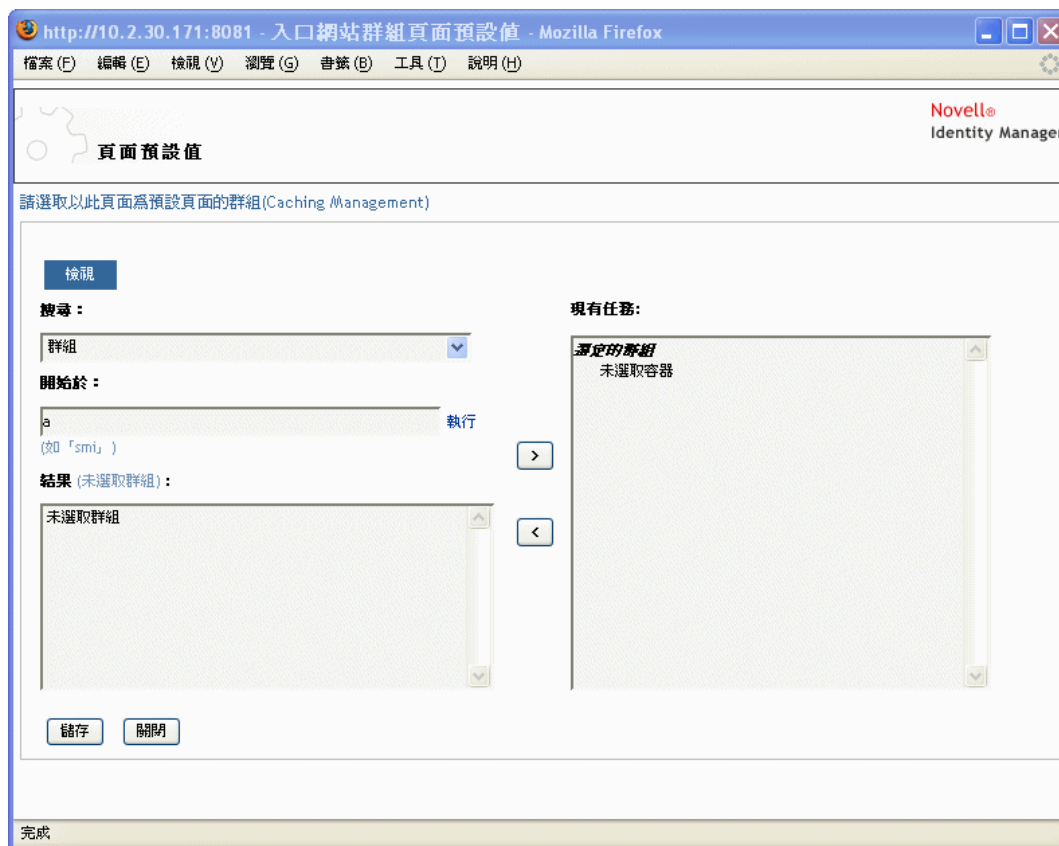 http://10.2.30.171:8081 - 入口網站群組頁面預設值 - Mozilla Firefox
檔案(F) 編輯(E) 檢視(V) 瀏覽(G) 書籤(B) 工具(T) 說明(H)
Novell®
Identity Manage
頁面預設值
請選取以此頁面為預設頁面的群組(Caching Management)
檢視
搜尋：
群組
開始於：
a 執行
(如「smi」)
結果 (未選取群組)：
未選取群組
>
<
現有任務:
選定的群組
未選取容器
儲存 關閉
完成